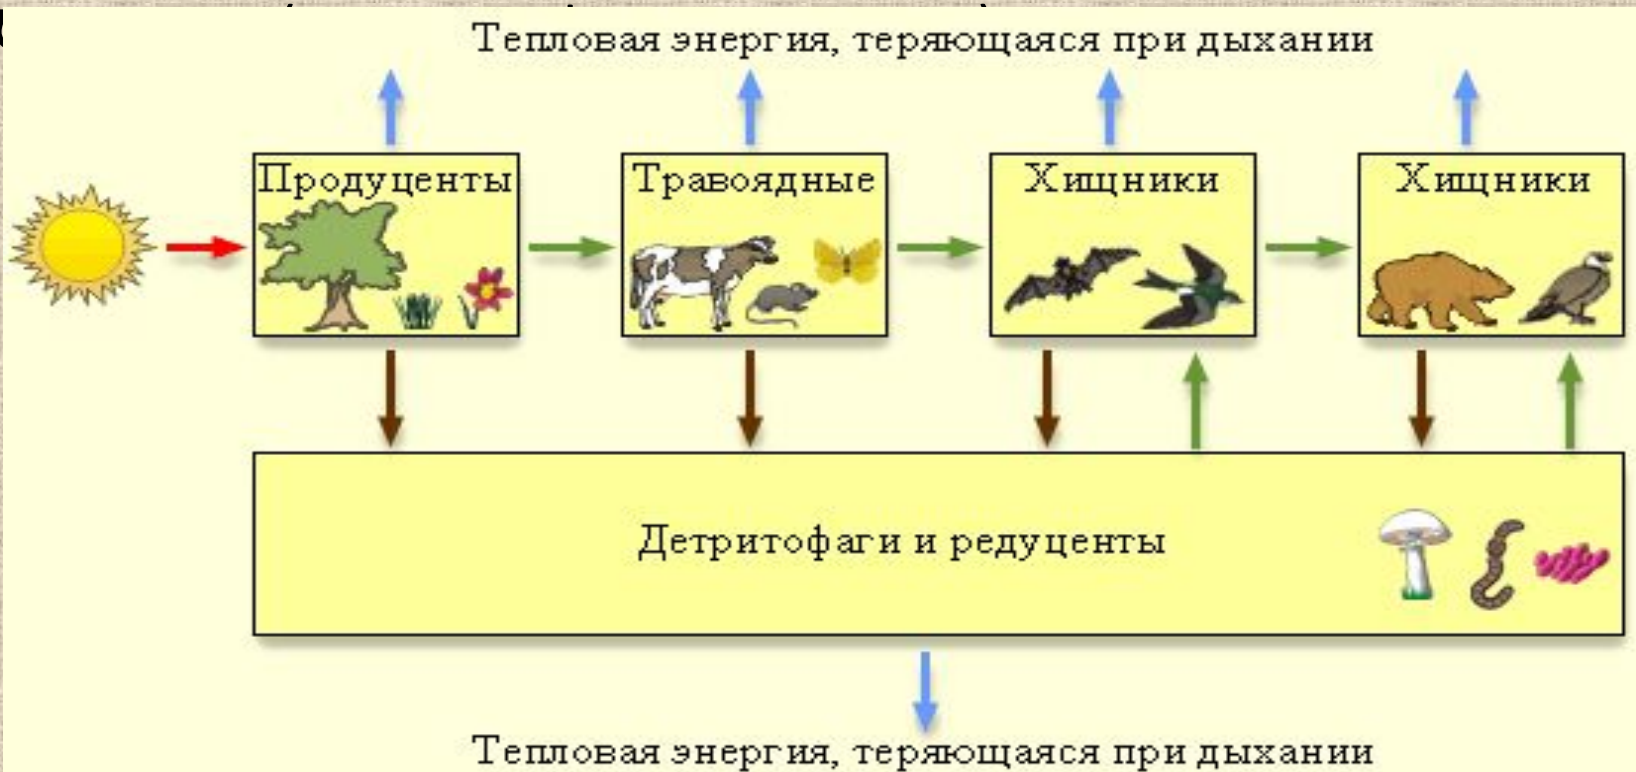 Тепловая энергия, теряющаяся при дыхании
Продуценты
Травоядные
Хищники
Хищники
Детритофаги и редуценты
Тепловая энергия, теряющаяся при дыхании